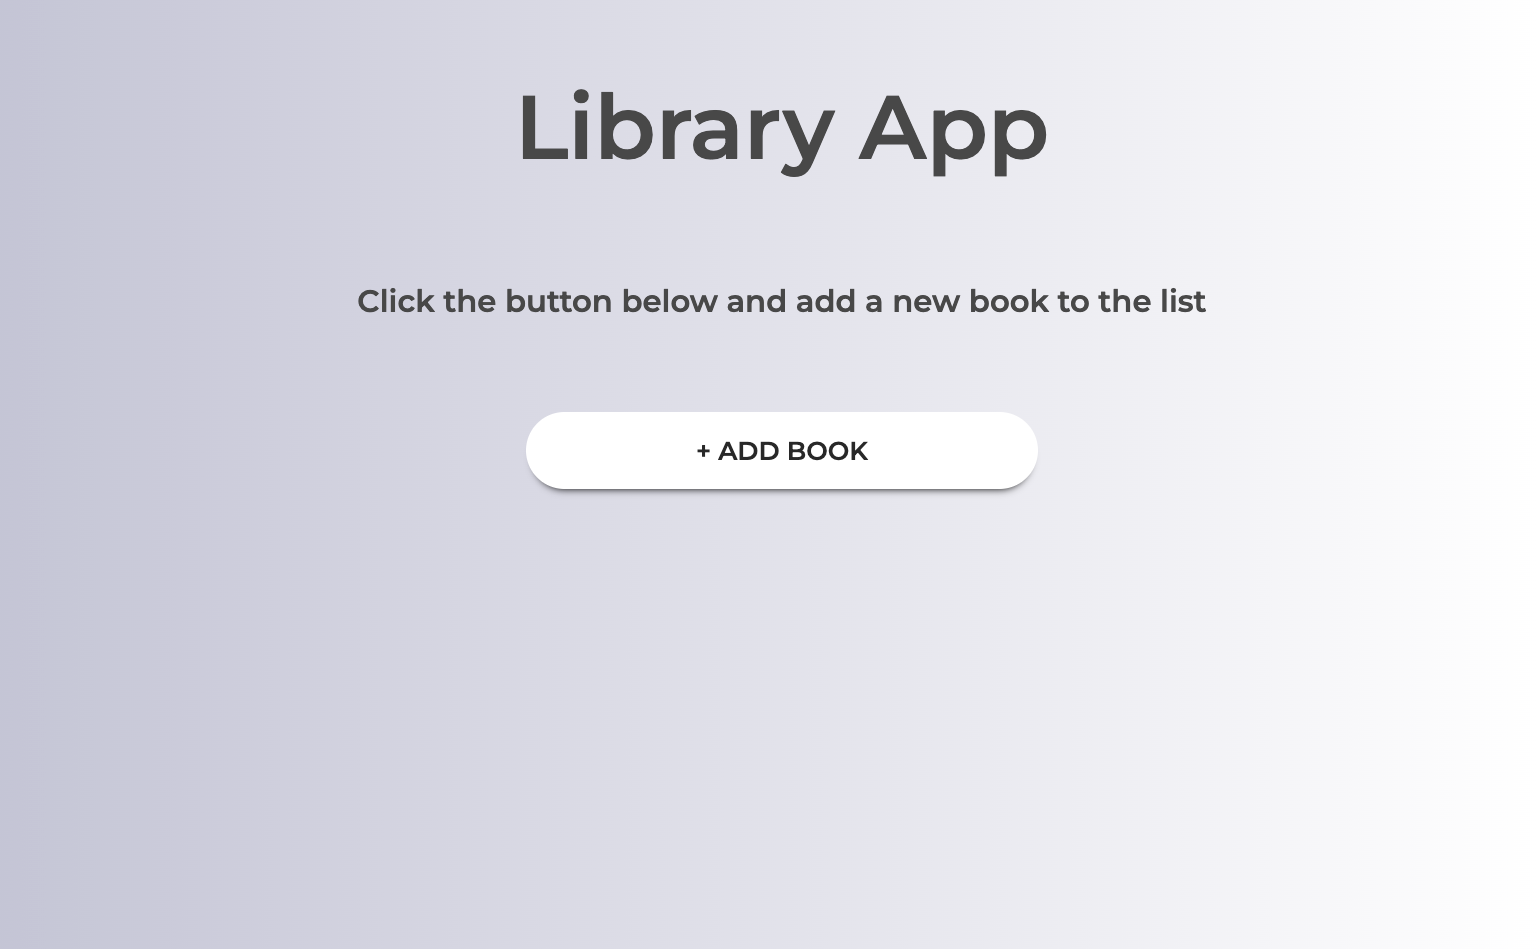 Library App
Click the button below and add a new book to the list
+ ADD BOOK